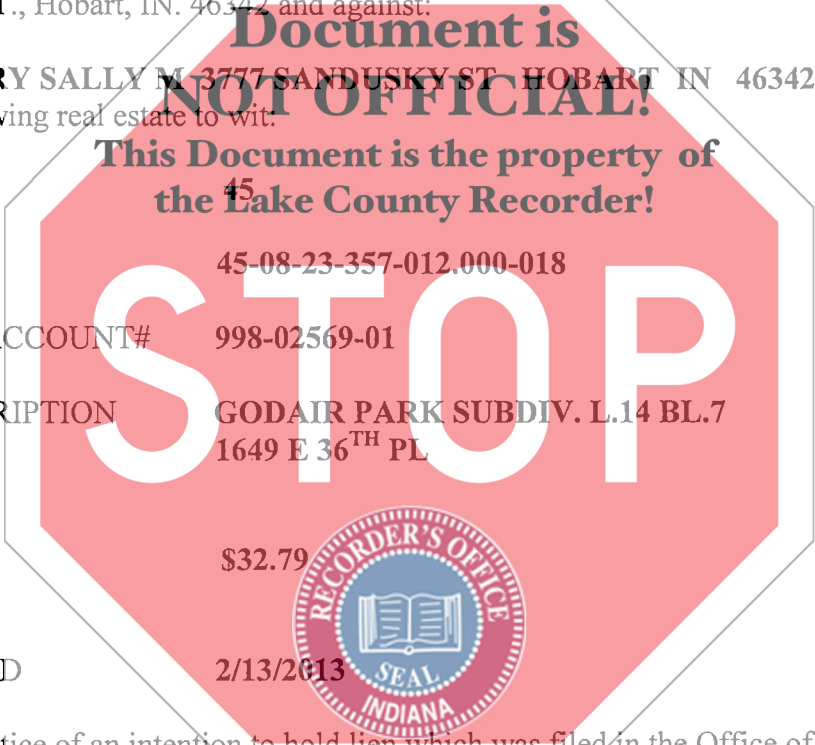 T., Hobart, IN. 46342 and against:
Document is
RY SALLY M 3777 SANDUSKY ST HOBART IN 46342
NOT OFFICIAL!
ving real estate to wit:
This Document is the property of
45
the Lake County Recorder!
45-08-23-357-012.000-018
STOP
ACCOUNT# 998-02569-01
RIPTION GODAIR PARK SUBDIV. L.14 BL.7
1649 E 36TH PL
$32.79
RECORDER'S OFFICE
SEAL
INDIANA
D 2/13/2013
tice of an intention to hold lien which was filed in the Office of